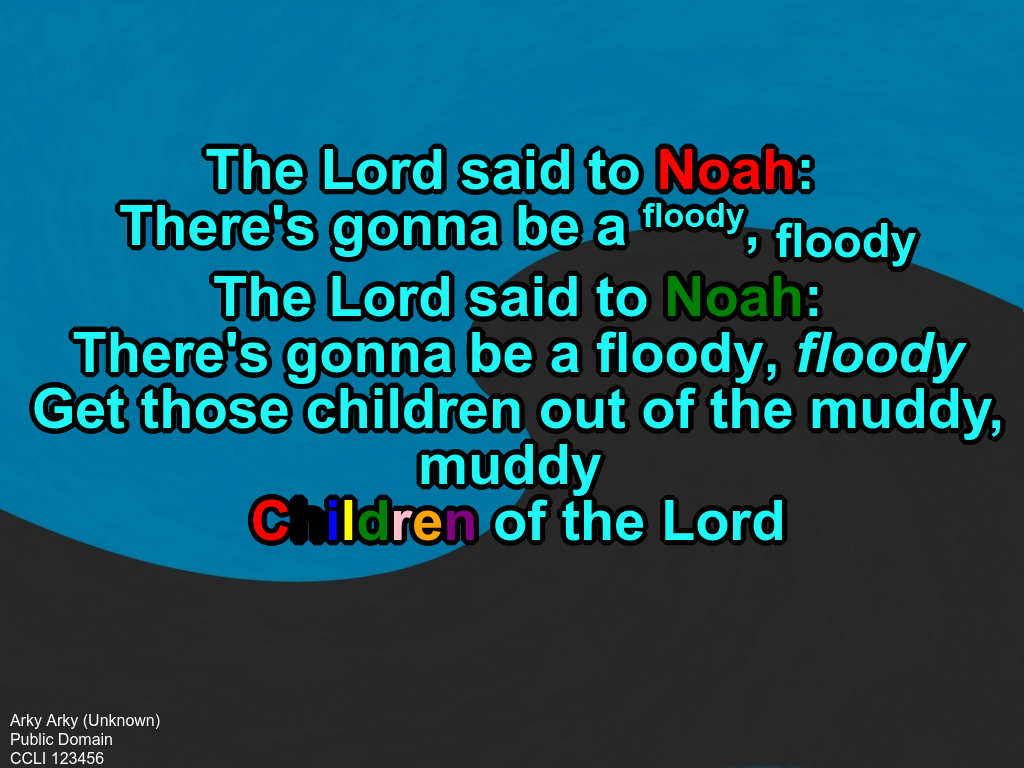 The Lord said to Noah:
There's gonna be a floody, floody
The Lord said to Noah:
There's gonna be a floody, floody
Get those children out of the muddy,
muddy
Children of the Lord
Arky Arky (Unknown)
Public Domain
CCLI 123456